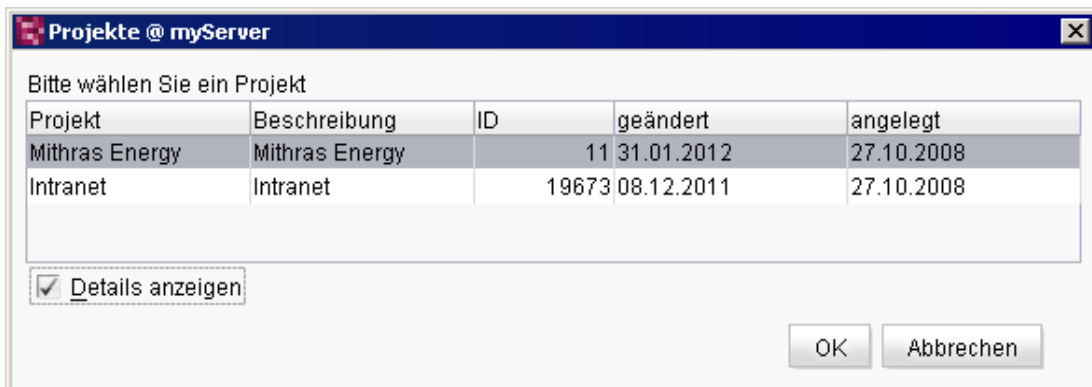 Projekte @ myServer
Bitte wählen Sie ein Projekt
Projekt Beschreibung ID geändert angelegt
Mithras Energy Mithras Energy 11 31.01.2012 27.10.2008
Intranet Intranet 19673 08.12.2011 27.10.2008
Details anzeigen
OK Abbrechen